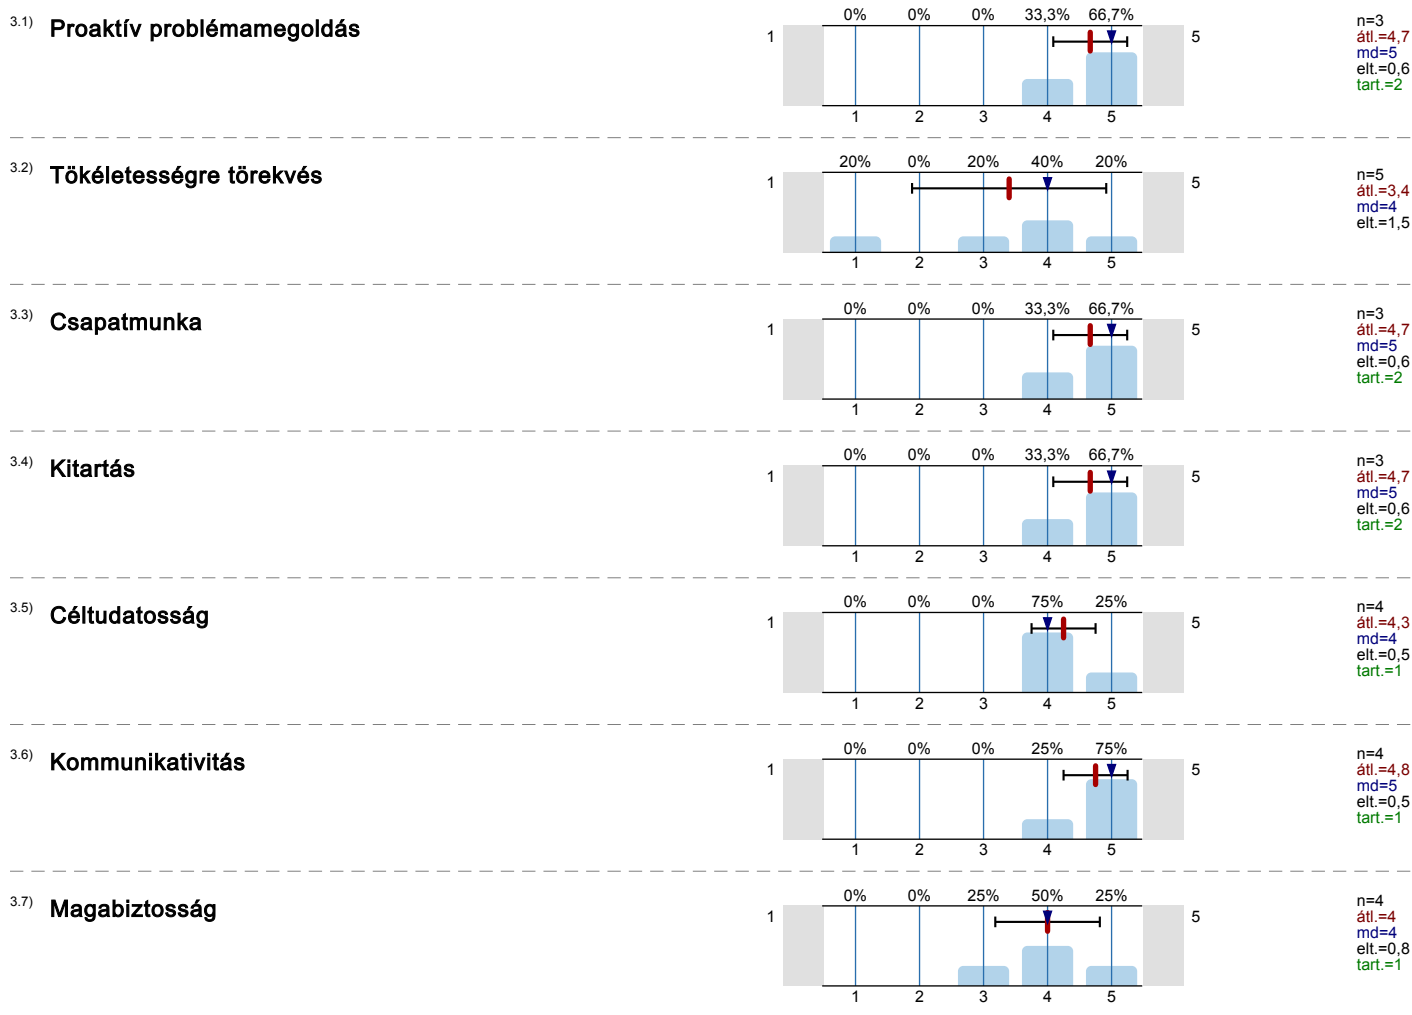 3.1) Proaktív problémamegoldás
0% 0% 0% 33,3% 66,7%
1 5
1 2 3 4 5
n=3
átl.=4,7
md=5
elt.=0,6
tart.=2
3.2) Tökéletességre törekvés
20% 0% 20% 40% 20%
1 5
1 2 3 4 5
n=5
átl.=3,4
md=4
elt.=1,5
3.3) Csapatmunka
0% 0% 0% 33,3% 66,7%
1 5
1 2 3 4 5
n=3
átl.=4,7
md=5
elt.=0,6
tart.=2
3.4) Kitartás
0% 0% 0% 33,3% 66,7%
1 5
1 2 3 4 5
n=3
átl.=4,7
md=5
elt.=0,6
tart.=2
3.5) Céltudatosság
0% 0% 0% 75% 25%
1 5
1 2 3 4 5
n=4
átl.=4,3
md=4
elt.=0,5
tart.=1
3.6) Kommunikativitás
0% 0% 0% 25% 75%
1 5
1 2 3 4 5
n=4
átl.=4,8
md=5
elt.=0,5
tart.=1
3.7) Magabiztosság
0% 0% 25% 50% 25%
1 5
1 2 3 4 5
n=4
átl.=4
md=4
elt.=0,8
tart.=1